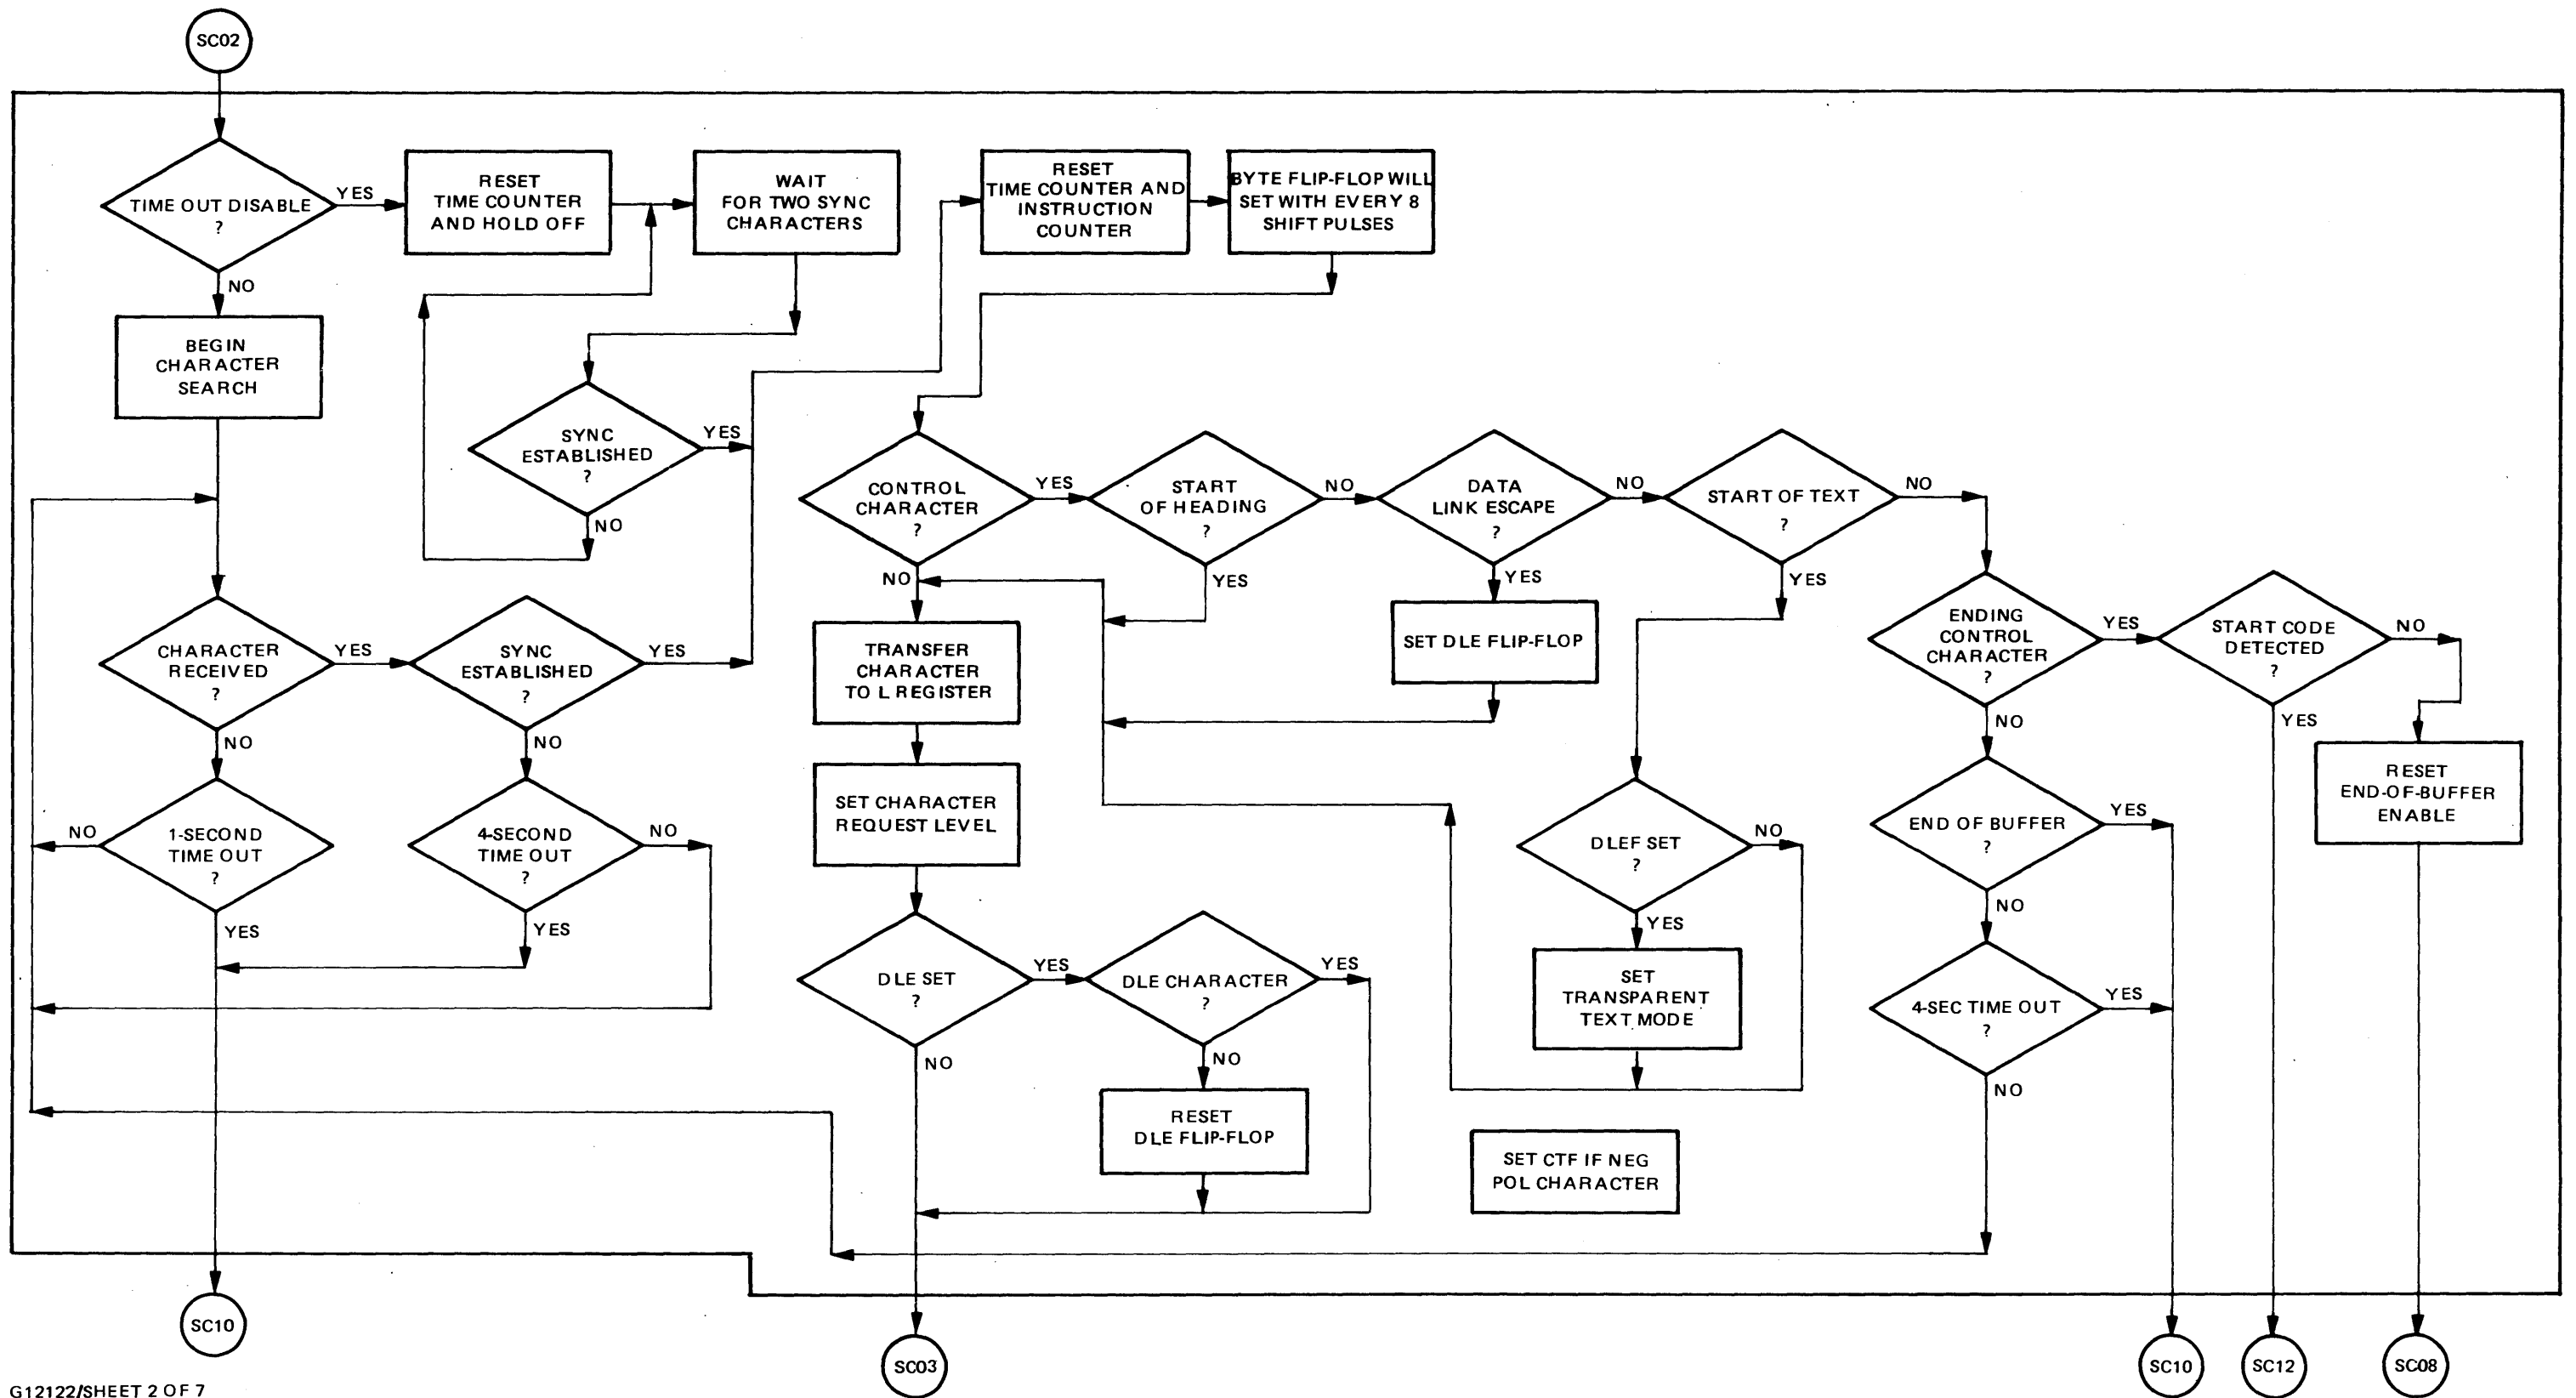 SC02
TIME OUT DISABLE
?
YES
NO
RESET
TIME COUNTER
AND HOLD OFF
WAIT
FOR TWO SYNC
CHARACTERS
RESET
TIME COUNTER AND
INSTRUCTION
COUNTER
BYTE FLIP-FLOP WILL
SET WITH EVERY 8
SHIFT PULSES
BEGIN
CHARACTER
SEARCH
SYNC
ESTABLISHED
?
YES
NO
CONTROL
CHARACTER
?
YES
NO
START
OF HEADING
?
NO
YES
DATA
LINK ESCAPE
?
NO
YES
START OF TEXT
?
NO
YES
CHARACTER
RECEIVED
?
YES
NO
SYNC
ESTABLISHED
?
YES
NO
TRANSFER
CHARACTER
TO L REGISTER
SET DLE FLIP-FLOP
ENDING
CONTROL
CHARACTER
?
YES
NO
START CODE
DETECTED
?
NO
YES
1-SECOND
TIME OUT
?
NO
YES
4-SECOND
TIME OUT
?
NO
YES
SET CHARACTER
REQUEST LEVEL
DLEF SET
?
NO
YES
END OF BUFFER
?
YES
NO
RESET
END-OF-BUFFER
ENABLE
DLE SET
?
YES
NO
DLE CHARACTER
?
YES
NO
SET
TRANSPARENT
TEXT MODE
4-SEC TIME OUT
?
YES
NO
RESET
DLE FLIP-FLOP
SET CTF IF NEG
POL CHARACTER
SC10
SC03
SC10
SC12
SC08
G12122/SHEET 2 OF 7